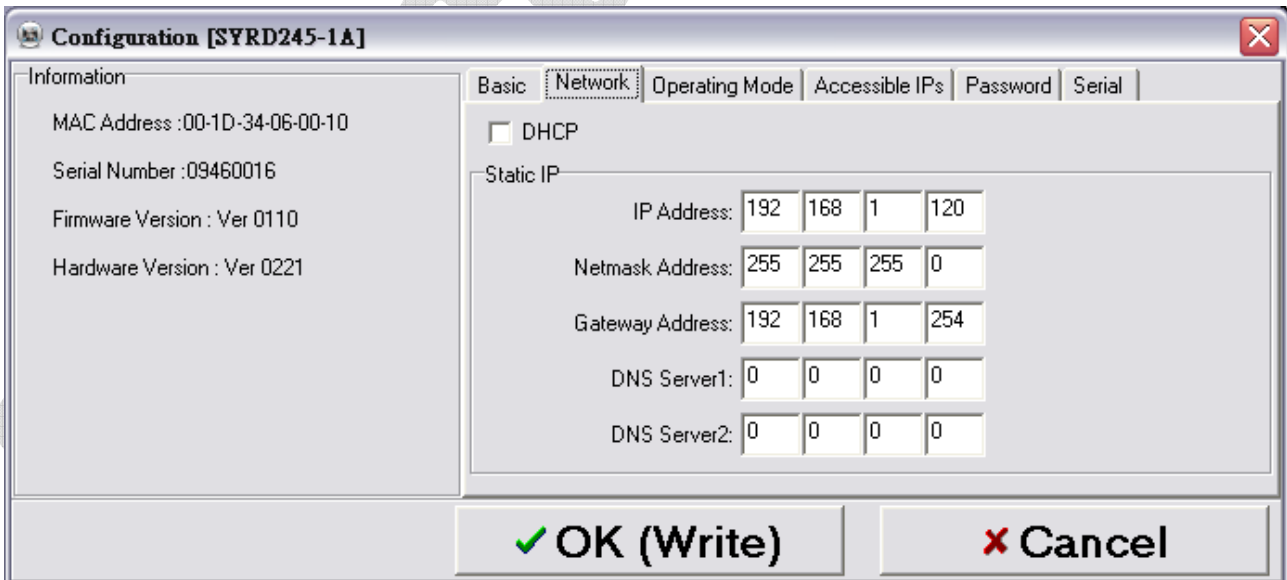 Configuration [SYRD245-1A]
Information
MAC Address :00-1D-34-06-00-10
Serial Number :09460016
Firmware Version : Ver 0110
Hardware Version : Ver 0221
Basic Network Operating Mode Accessible IPs Password Serial
DHCP
Static IP
IP Address: 192 168 1 120
Netmask Address: 255 255 255 0
Gateway Address: 192 168 1 254
DNS Server1: 0 0 0 0
DNS Server2: 0 0 0 0
OK (Write) Cancel